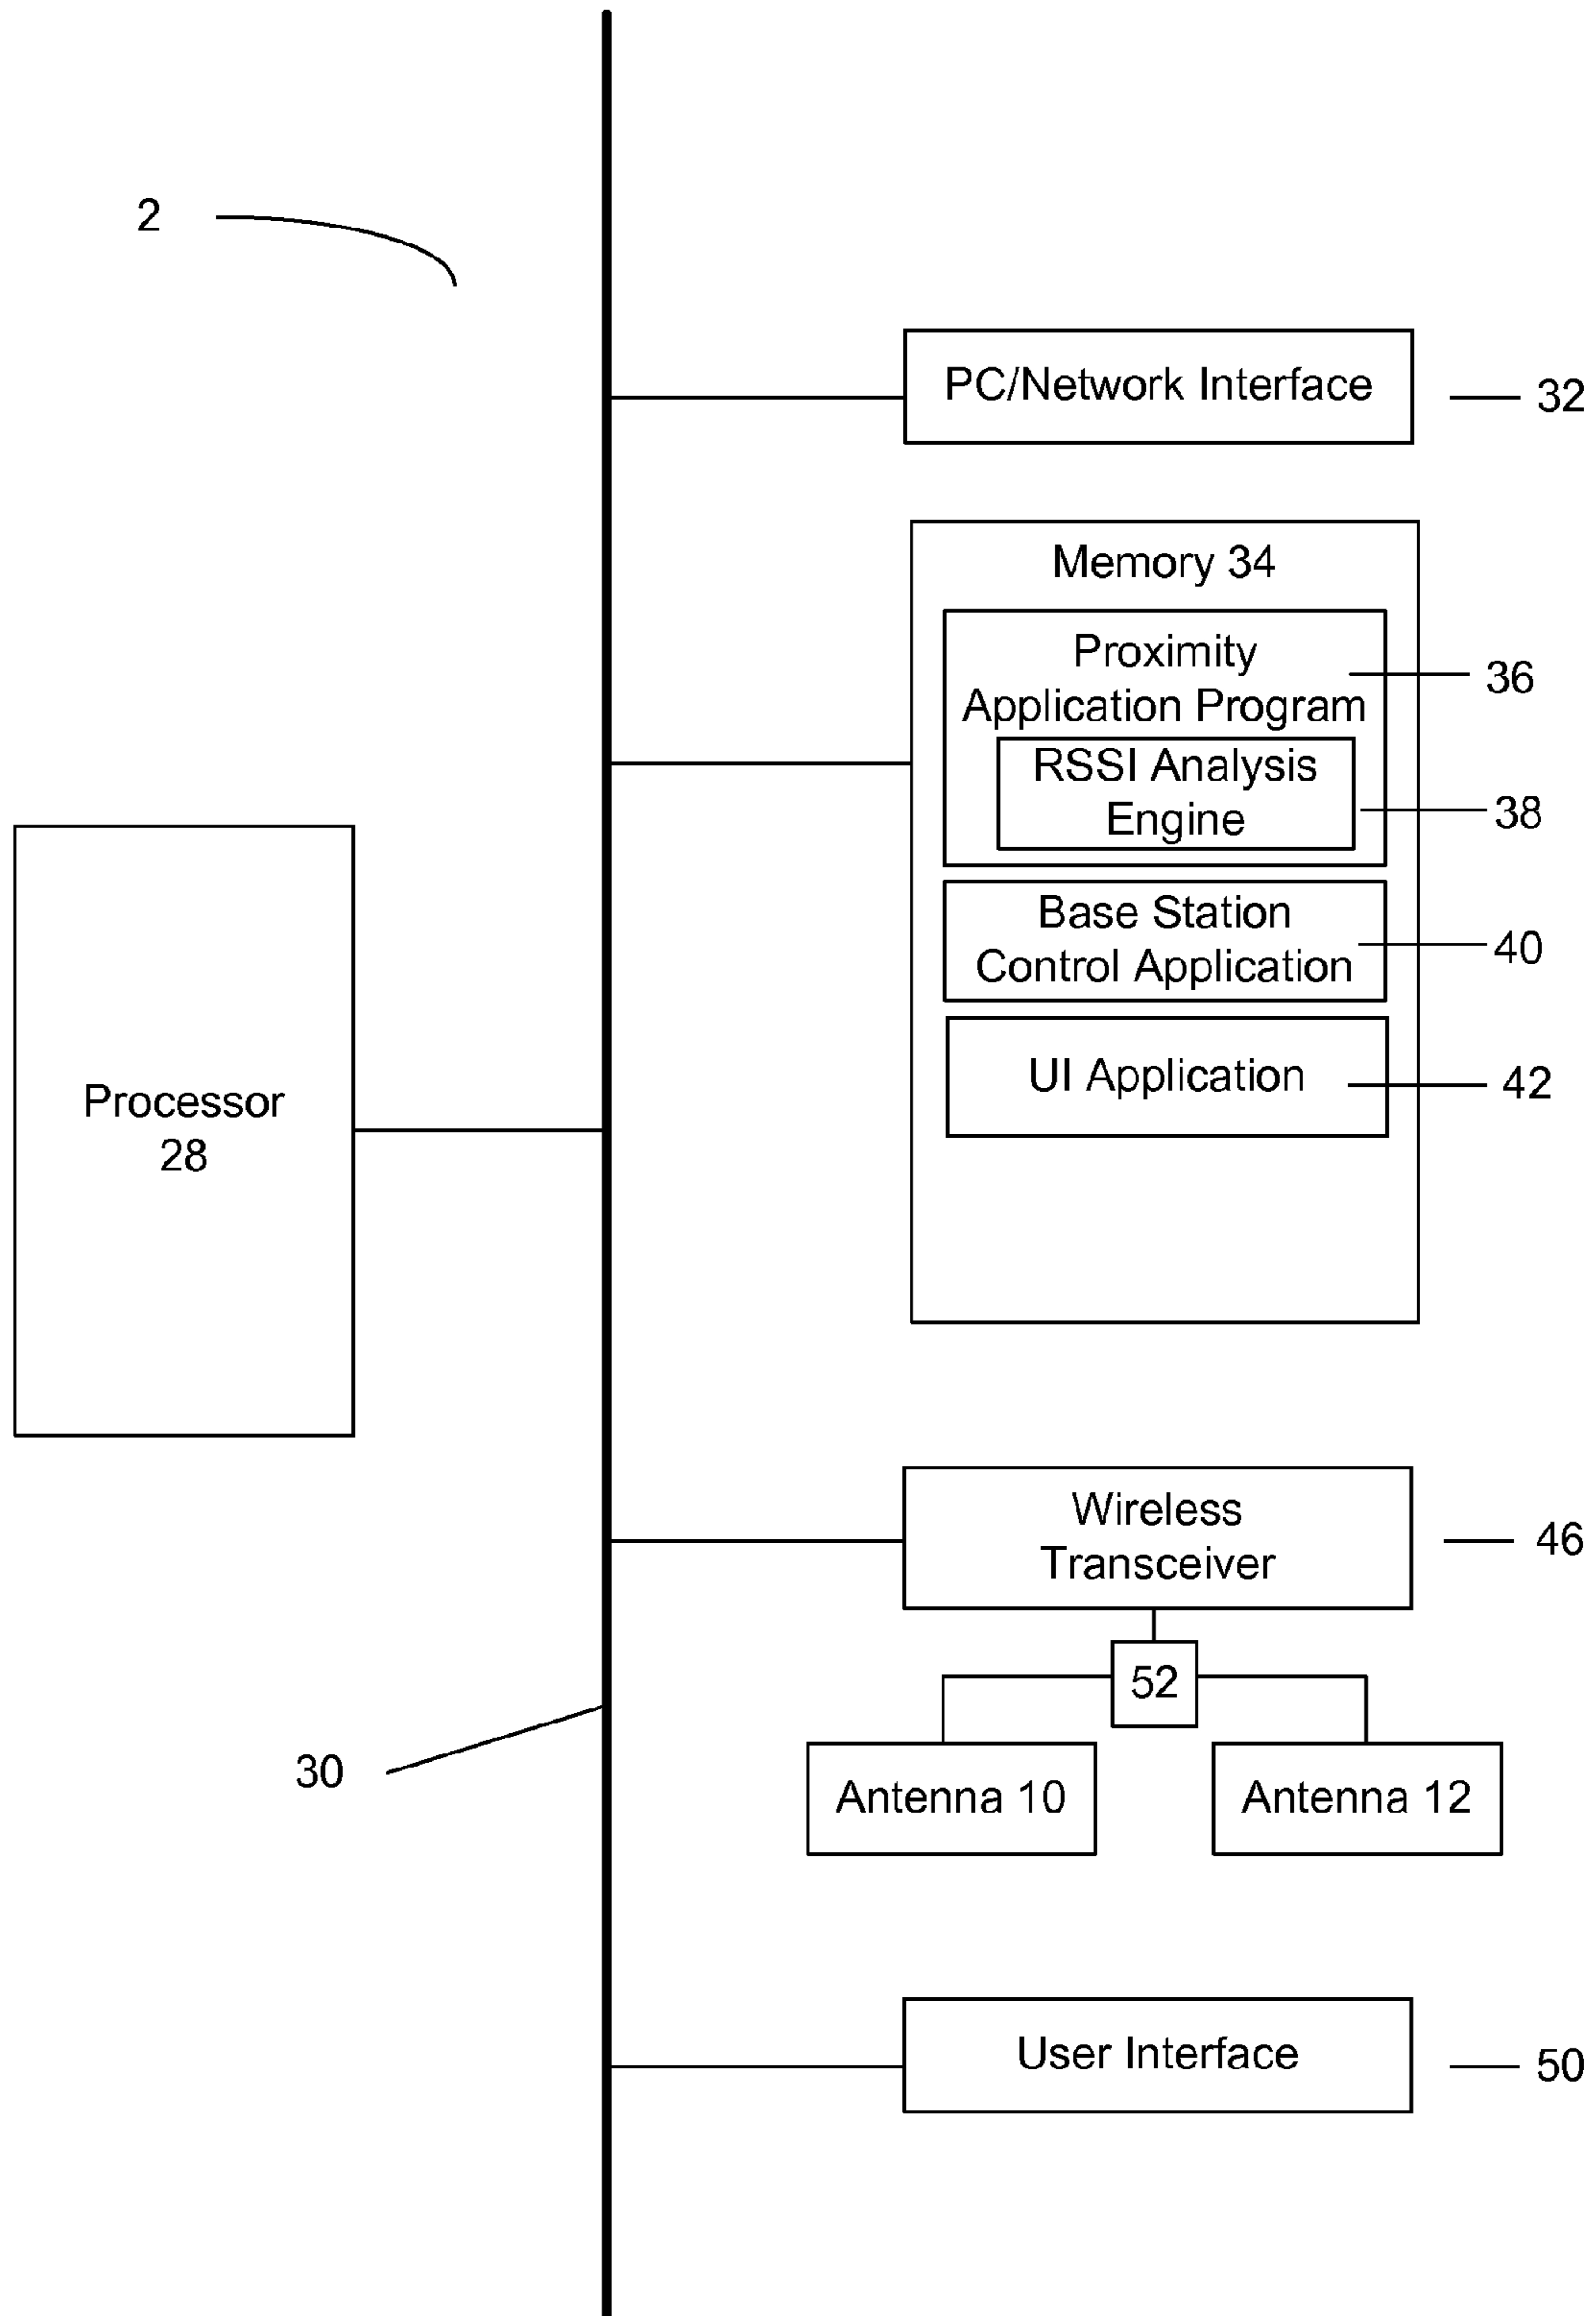 2
PC/Network Interface
32
Memory 34
Proximity
Application Program
36
RSSI Analysis
Engine
38
Base Station
Control Application
40
UI Application
42
Processor
28
Wireless
Transceiver
46
52
30
Antenna 10
Antenna 12
User Interface
50